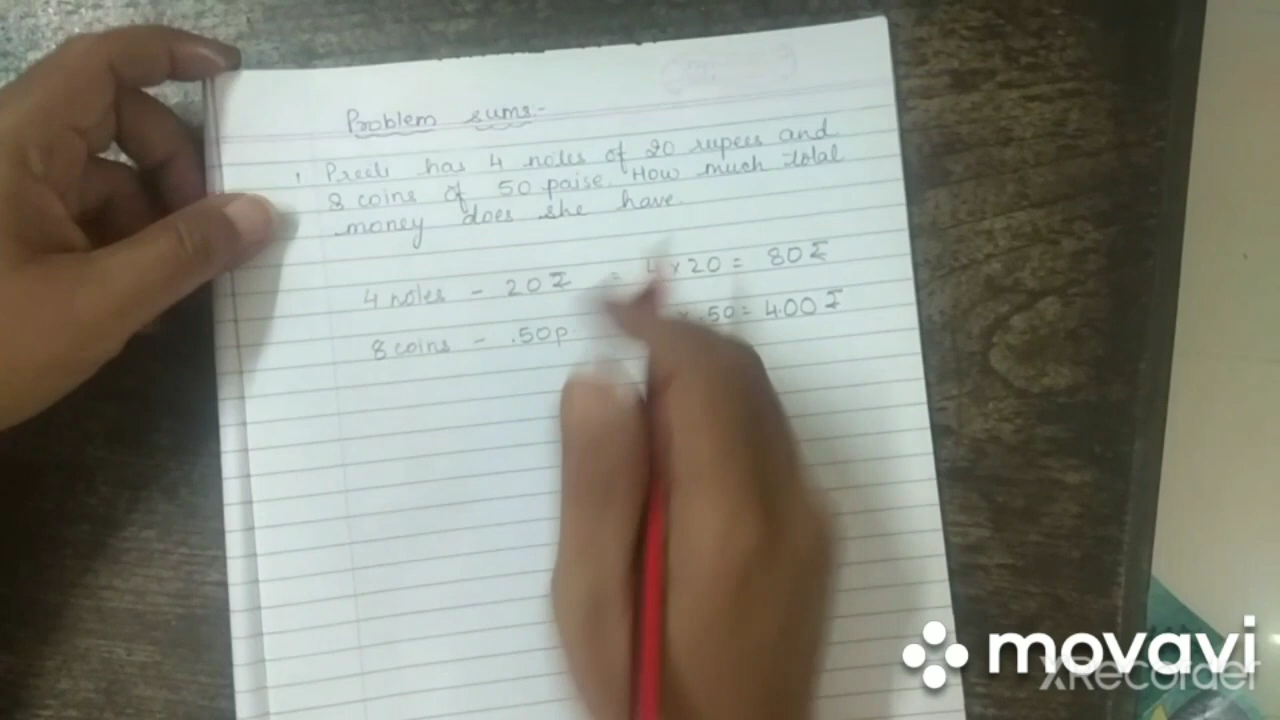 Problem sums:-
1 Preeti has 4 notes of 20 rupees and
8 coins of 50 paise. How much total
money does she have.
4 notes - 20 ₹ = 4 x 20 = 80 ₹
8 coins - .50p. x .50 = 4.00 ₹
movavi
XRecorder